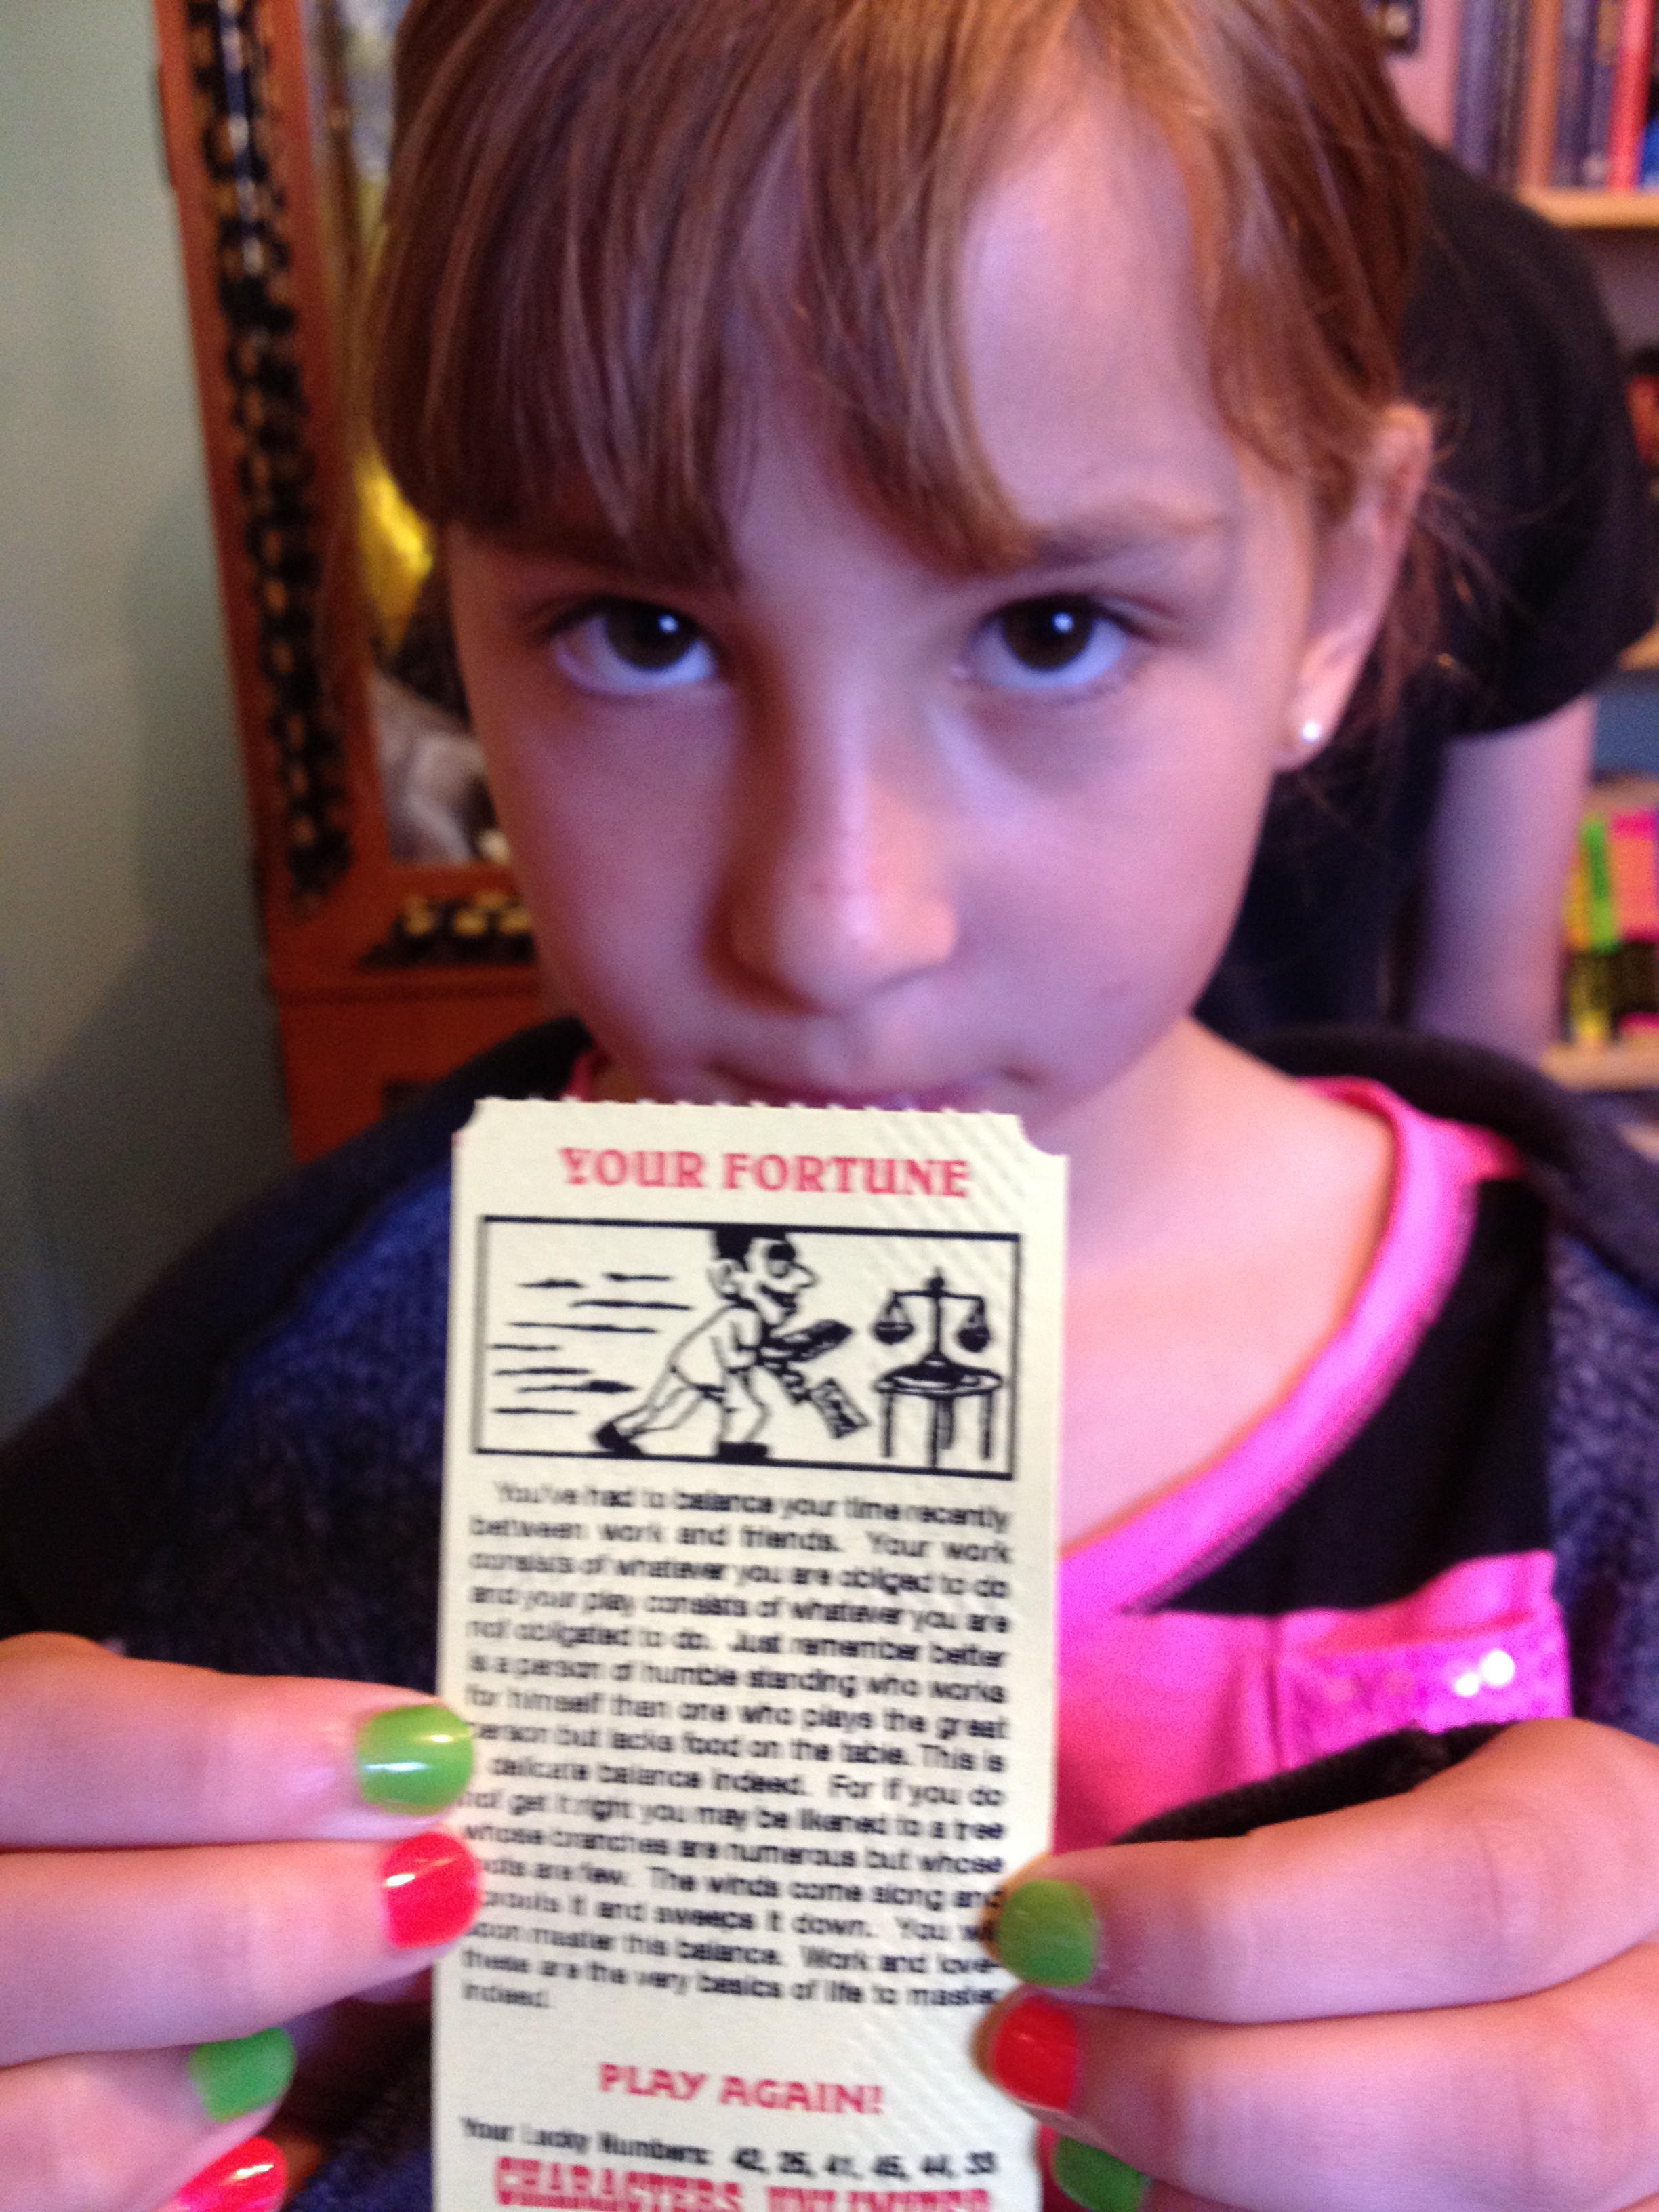 YOUR FORTUNE
You've had to balance your time recently
between work and friends. Your work
consists of whatever you are obliged to do
and your play consists of whatever you are
not obligated to do. Just remember better
is a person of humble standing who works
for himself than one who plays the great
person but lacks food on the table. This is
delicate balance indeed. For if you do
not get it right you may be likened to a tree
whose branches are numerous but whose
are few. The winds come along and
it and sweeps it down. You
soon master this balance. Work and love-
these are the very basics of life to master
indeed.
PLAY AGAIN!
Your Lucky Numbers: 42, 25, 41, 45, 44, 33
CHARACTERS UNLIMITED